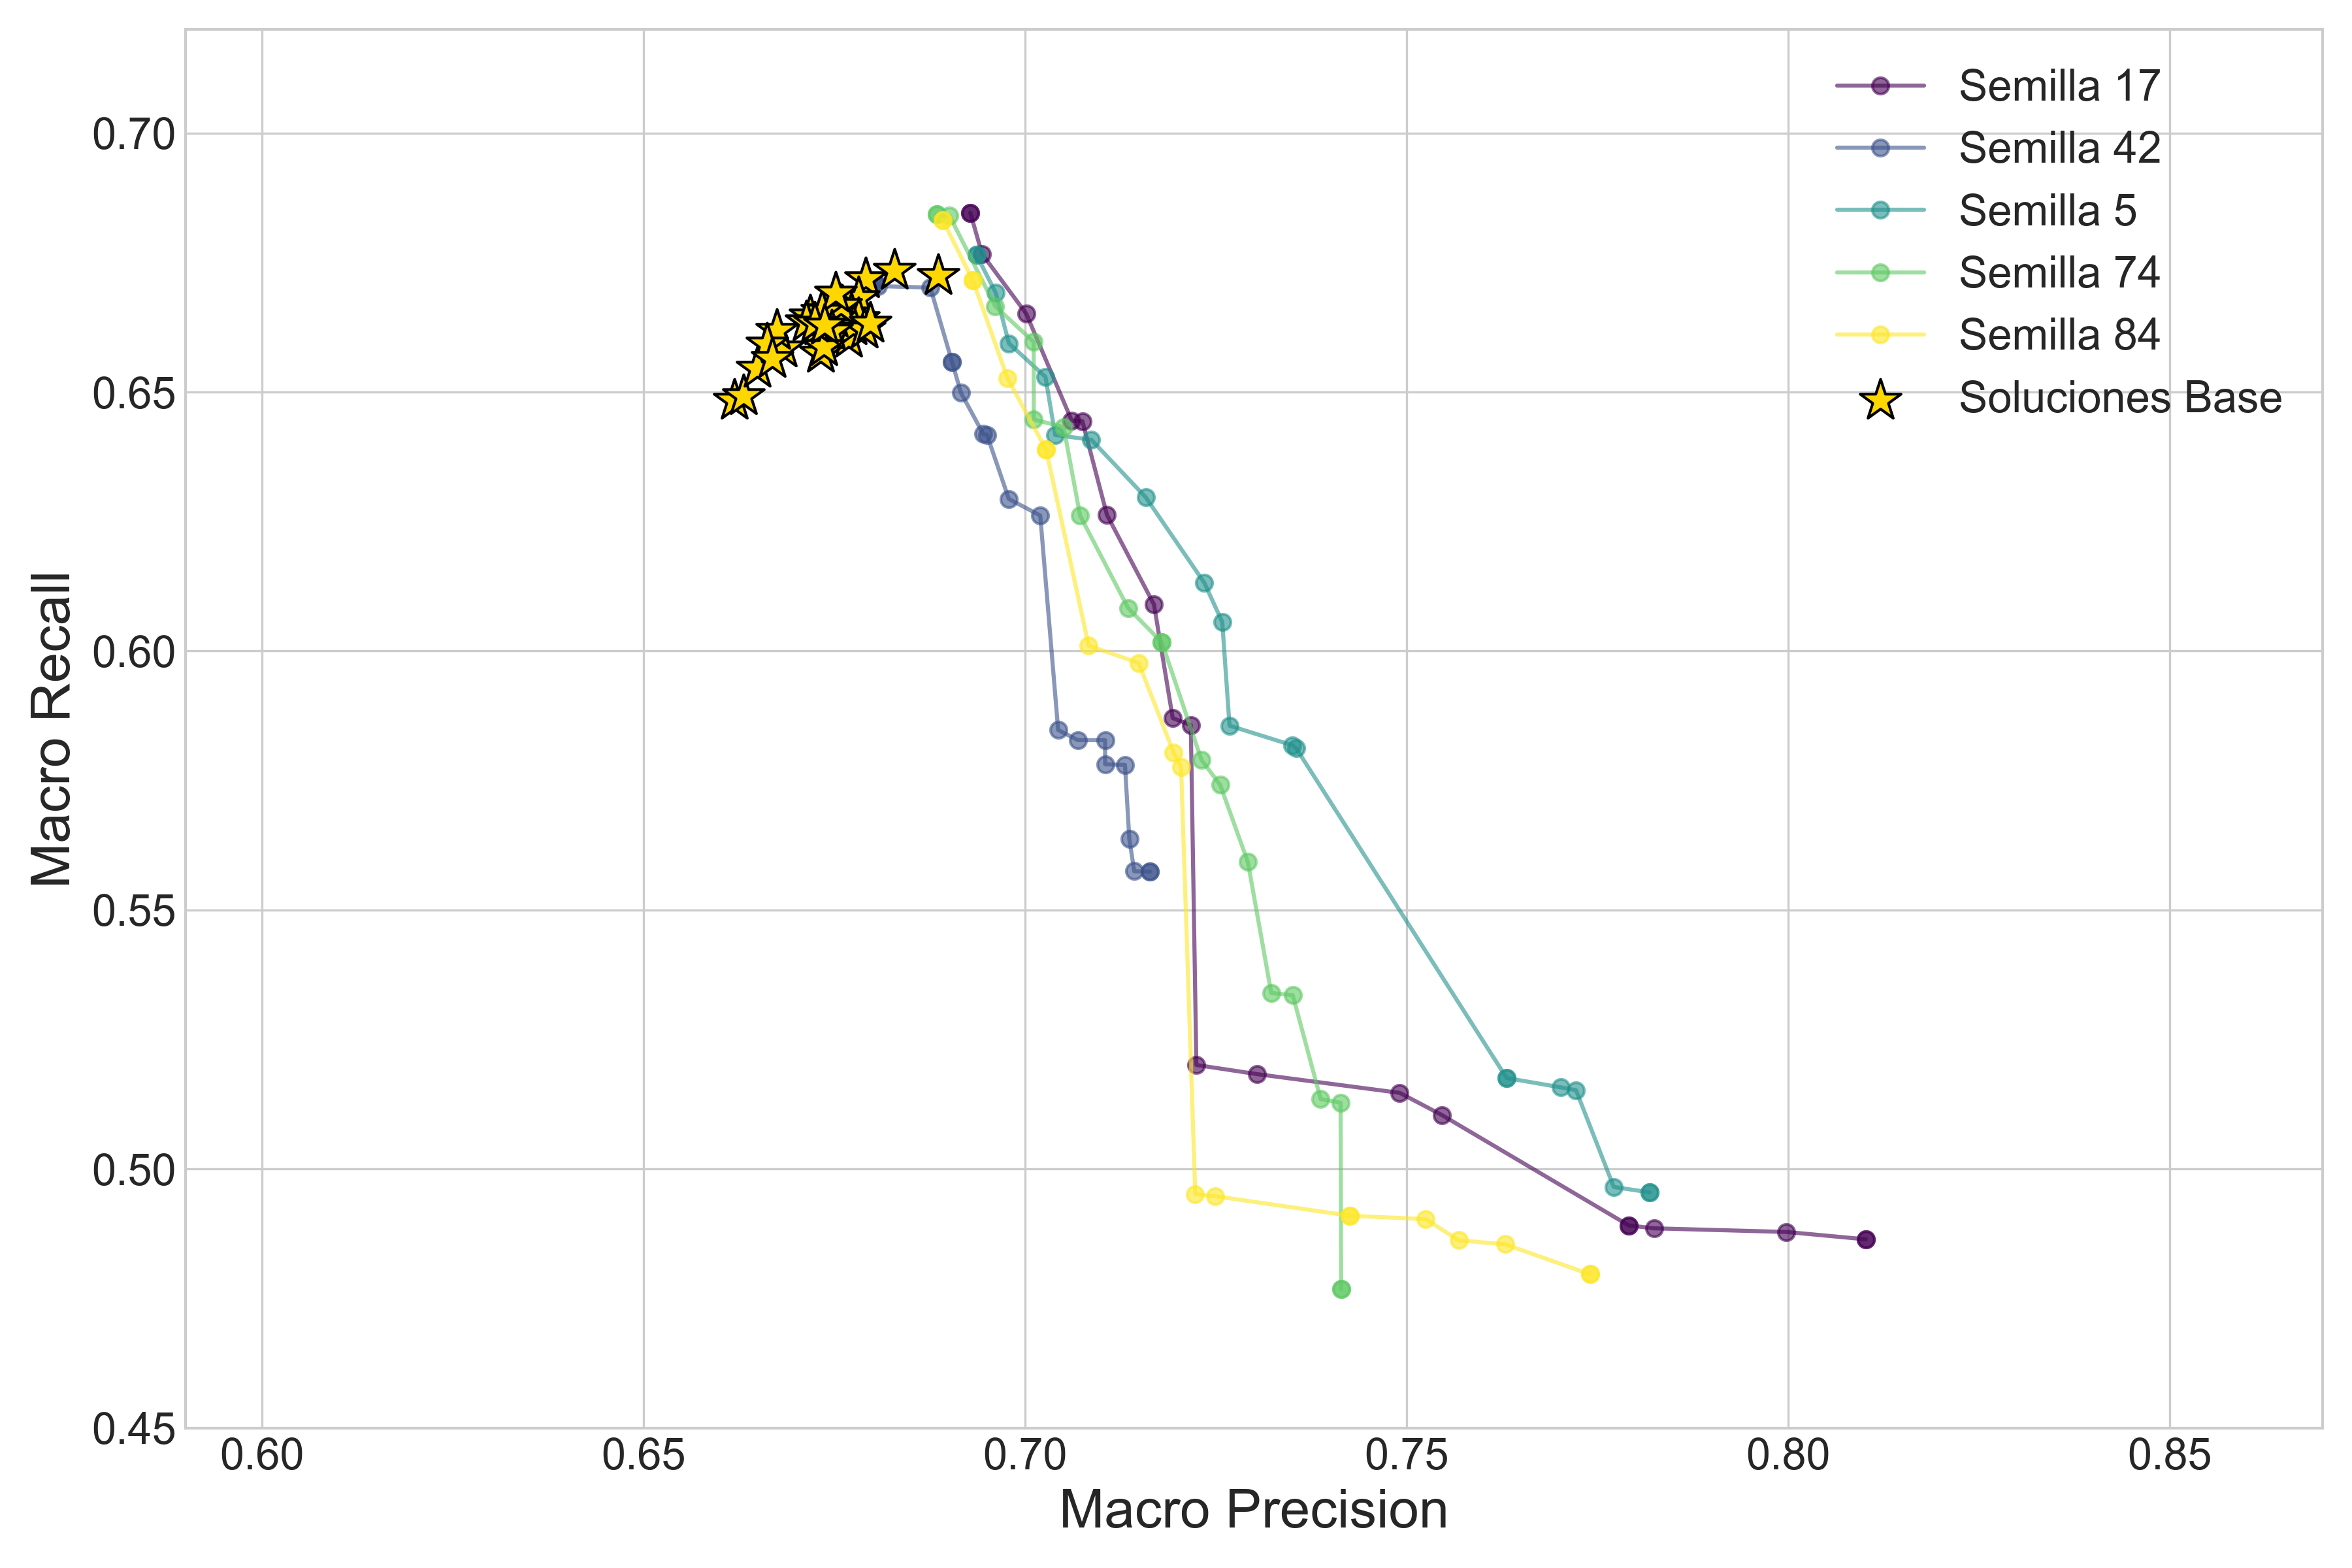 Semilla 17
Semilla 42
Semilla 5
Semilla 74
Semilla 84
Soluciones Base
Macro Recall
0.70
0.65
0.60
0.55
0.50
0.45
0.60 0.65 0.70 0.75 0.80 0.85
Macro Precision